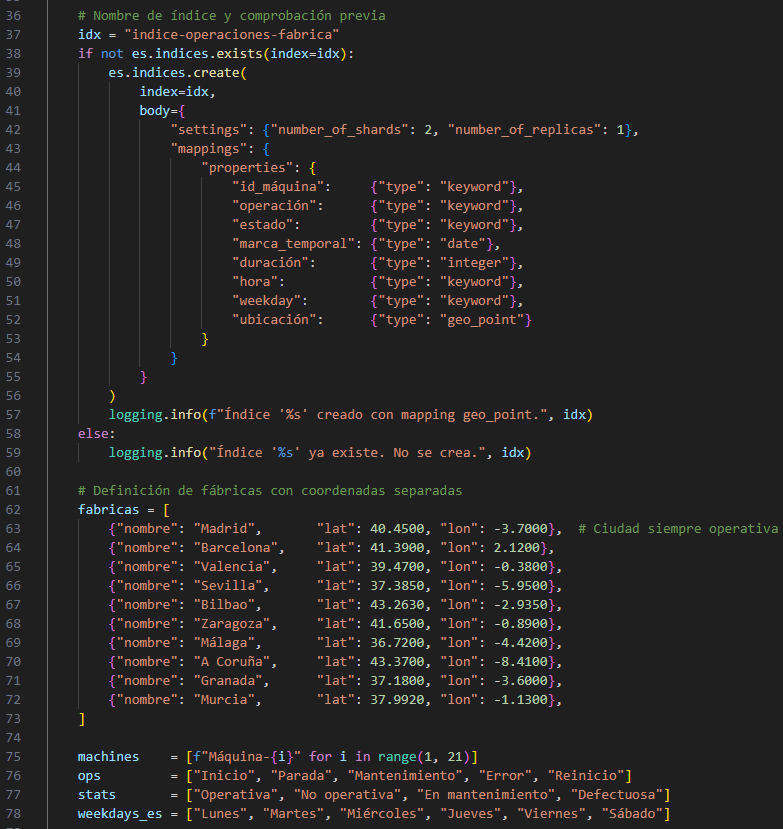 36 # Nombre de índice y comprobación previa
37 idx = "indice-operaciones-fabrica"
38 if not es.indices.exists(index=idx):
39     es.indices.create(
40         index=idx,
41         body={
42             "settings": {"number_of_shards": 2, "number_of_replicas": 1},
43             "mappings": {
44                 "properties": {
45                     "id_máquina":     {"type": "keyword"},
46                     "operación":      {"type": "keyword"},
47                     "estado":         {"type": "keyword"},
48                     "marca_temporal": {"type": "date"},
49                     "duración":       {"type": "integer"},
50                     "hora":           {"type": "keyword"},
51                     "weekday":        {"type": "keyword"},
52                     "ubicación":      {"type": "geo_point"}
53                 }
54             }
55         }
56     )
57     logging.info(f"Índice '%s' creado con mapping geo_point.", idx)
58 else:
59     logging.info("Índice '%s' ya existe. No se crea.", idx)
60
61 # Definición de fábricas con coordenadas separadas
62 fabricas = [
63     {"nombre": "Madrid",       "lat": 40.4500, "lon": -3.7000},  # Ciudad siempre operativa
64     {"nombre": "Barcelona",    "lat": 41.3900, "lon": 2.1200},
65     {"nombre": "Valencia",     "lat": 39.4700, "lon": -0.3800},
66     {"nombre": "Sevilla",      "lat": 37.3850, "lon": -5.9500},
67     {"nombre": "Bilbao",       "lat": 43.2630, "lon": -2.9350},
68     {"nombre": "Zaragoza",     "lat": 41.6500, "lon": -0.8900},
69     {"nombre": "Málaga",       "lat": 36.7200, "lon": -4.4200},
70     {"nombre": "A Coruña",     "lat": 43.3700, "lon": -8.4100},
71     {"nombre": "Granada",      "lat": 37.1800, "lon": -3.6000},
72     {"nombre": "Murcia",       "lat": 37.9920, "lon": -1.1300},
73 ]
74
75 machines    = [f"Máquina-{i}" for i in range(1, 21)]
76 ops         = ["Inicio", "Parada", "Mantenimiento", "Error", "Reinicio"]
77 stats       = ["Operativa", "No operativa", "En mantenimiento", "Defectuosa"]
78 weekdays_es = ["Lunes", "Martes", "Miércoles", "Jueves", "Viernes", "Sábado"]